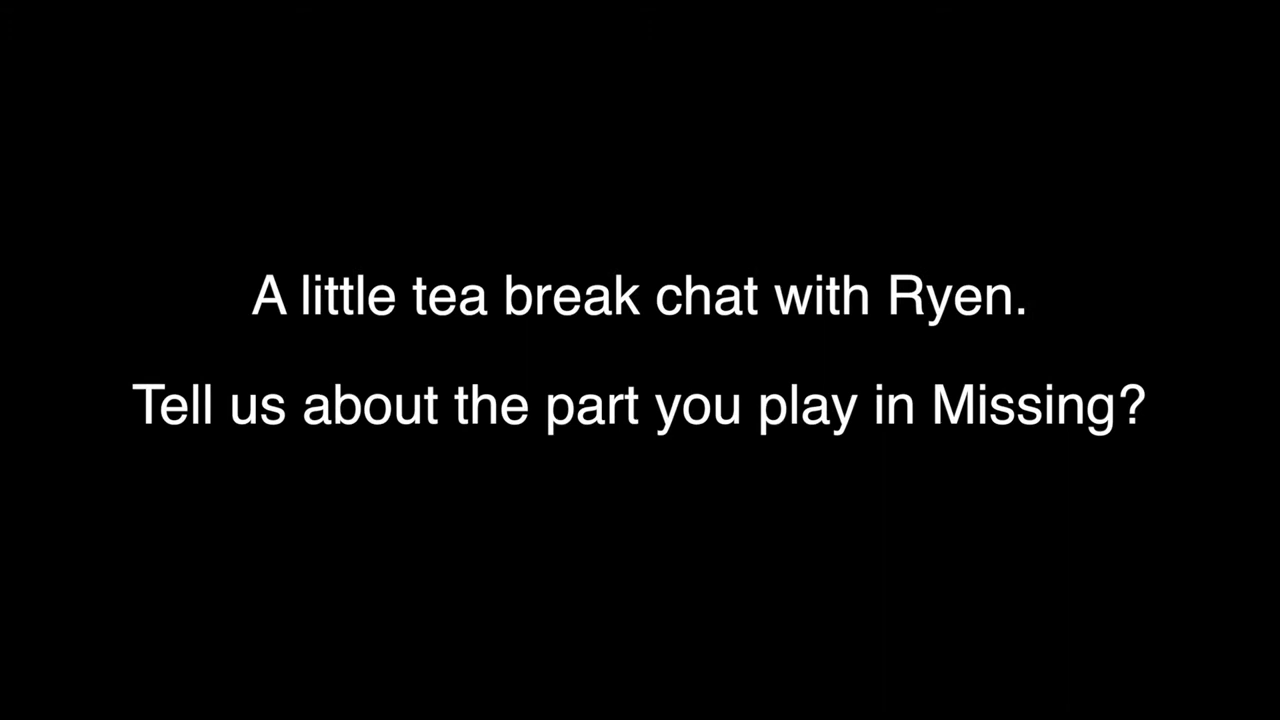 A little tea break chat with Ryen.
Tell us about the part you play in Missing?